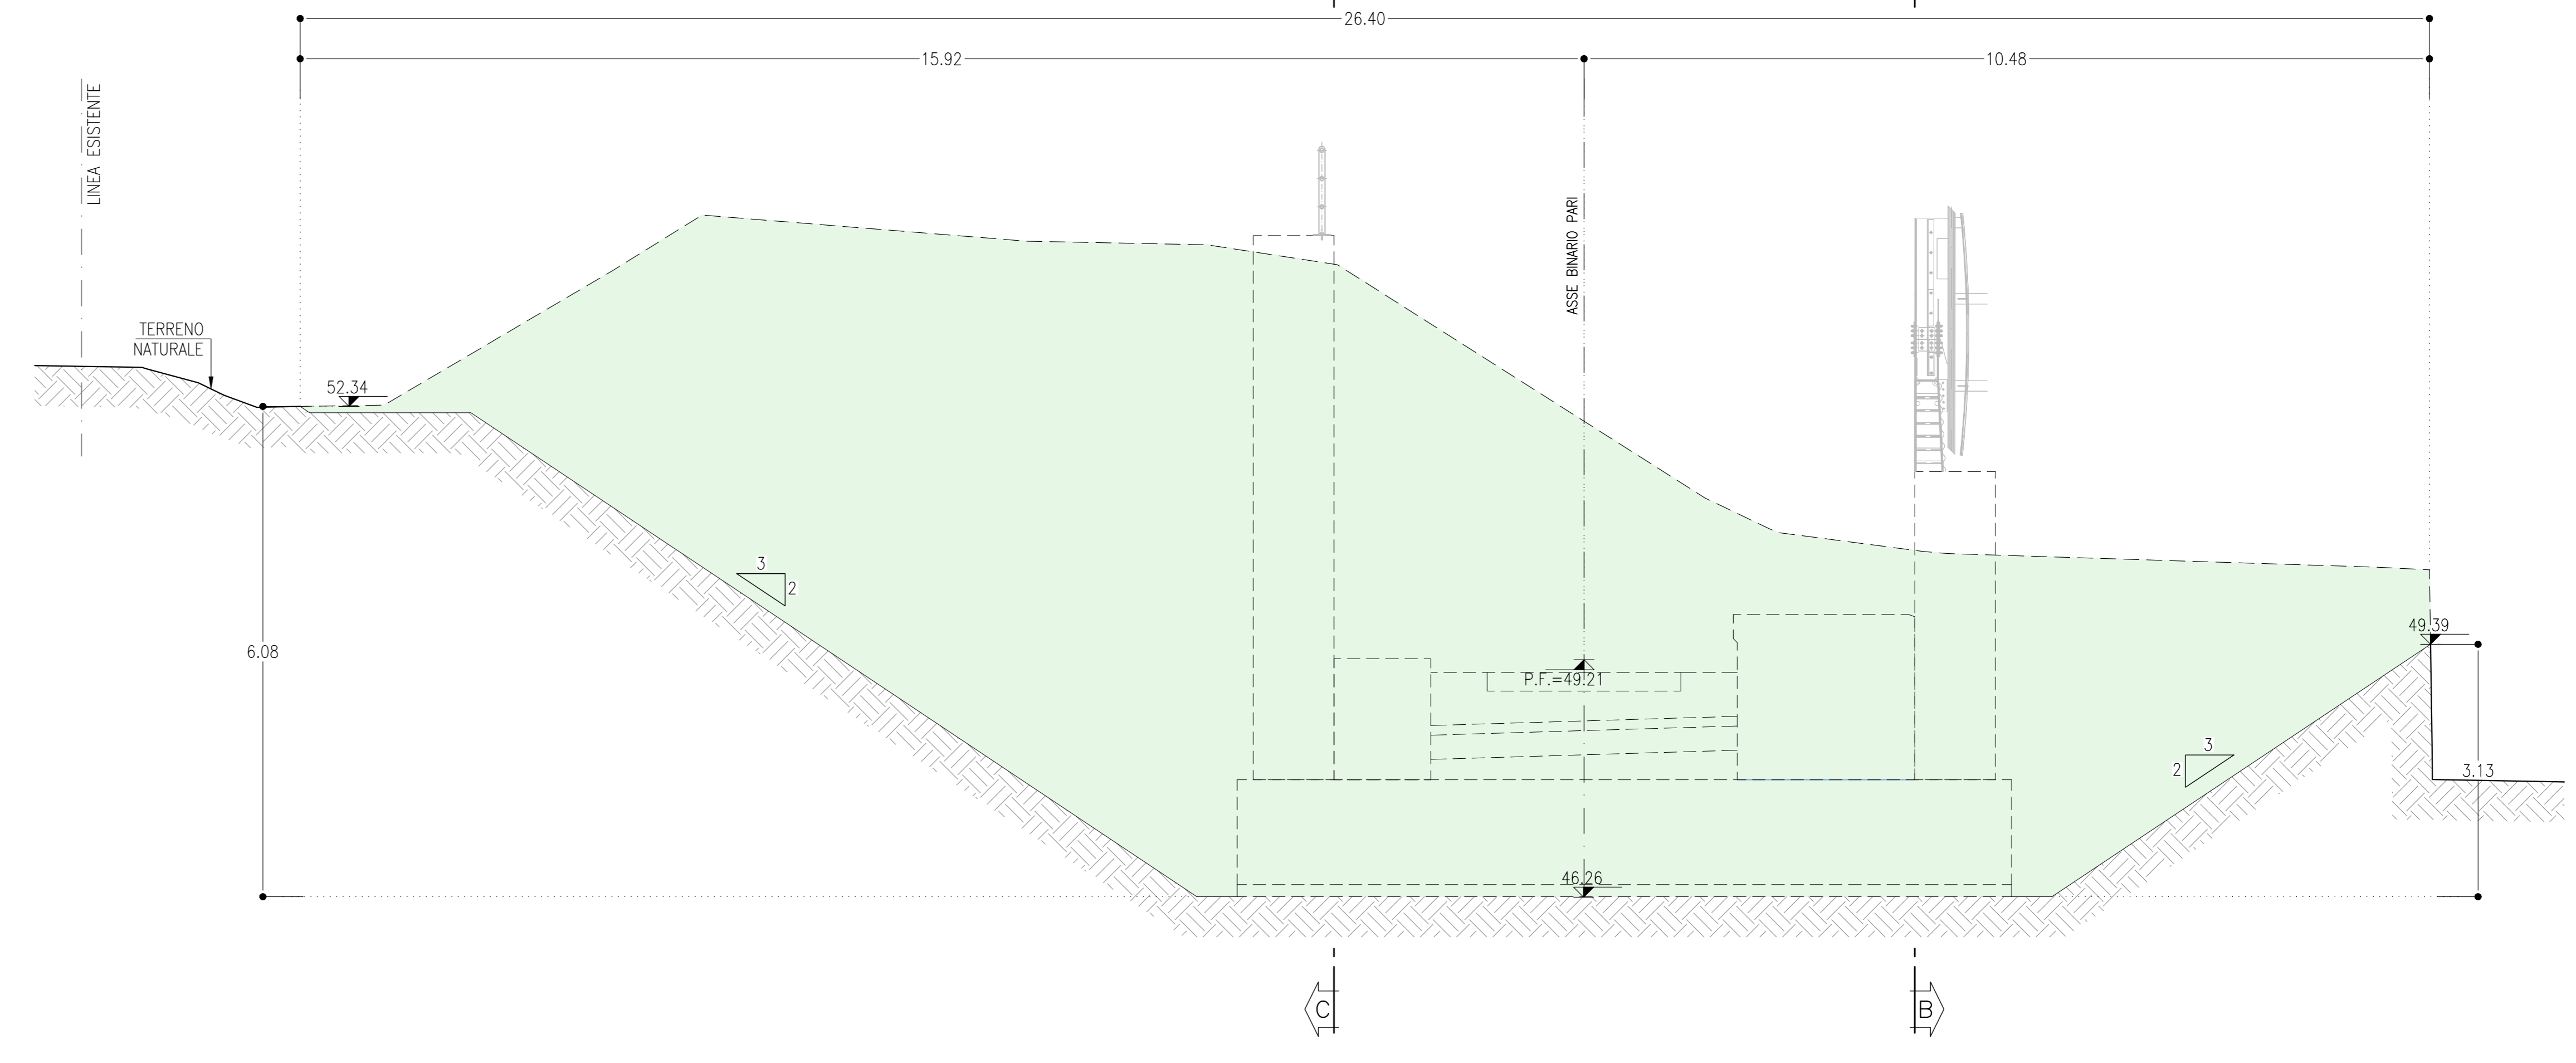 26.40
15.92
10.48
LINEA ESISTENTE
ASSE BINARIO PARI
TERRENO
NATURALE
52.34
3
2
49.39
6.08
P.F.=49.21
3
2
3.13
46.26
C
B